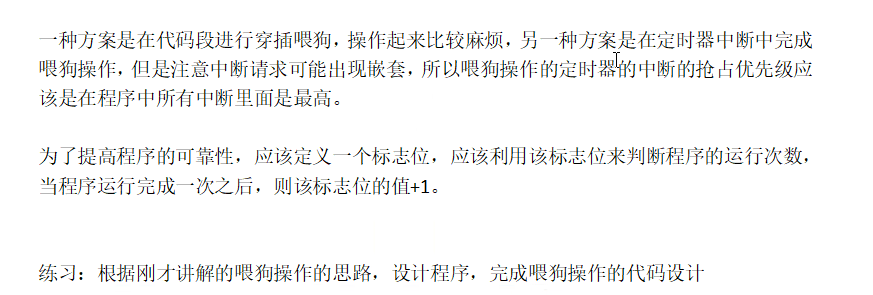 一种方案是在代码段进行穿插喂狗，操作起来比较麻烦，另一种方案是在定时器中断中完成
喂狗操作，但是注意中断请求可能出现嵌套，所以喂狗操作的定时器的中断的抢占优先级应
该是在程序中所有中断里面是最高。
为了提高程序的可靠性，应该定义一个标志位，应该利用该标志位来判断程序的运行次数，
当程序运行完成一次之后，则该标志位的值+1。
练习：根据刚才讲解的喂狗操作的思路，设计程序，完成喂狗操作的代码设计